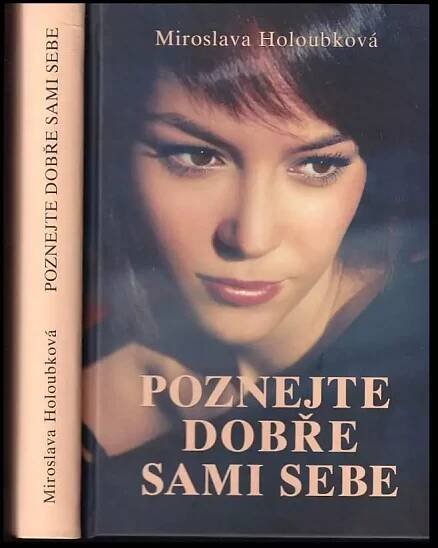 POZNEJTE DOBŘE SAMI SEBE
Miroslava Holoubková
Miroslava Holoubková
POZNEJTE
DOBŘE
SAMI SEBE